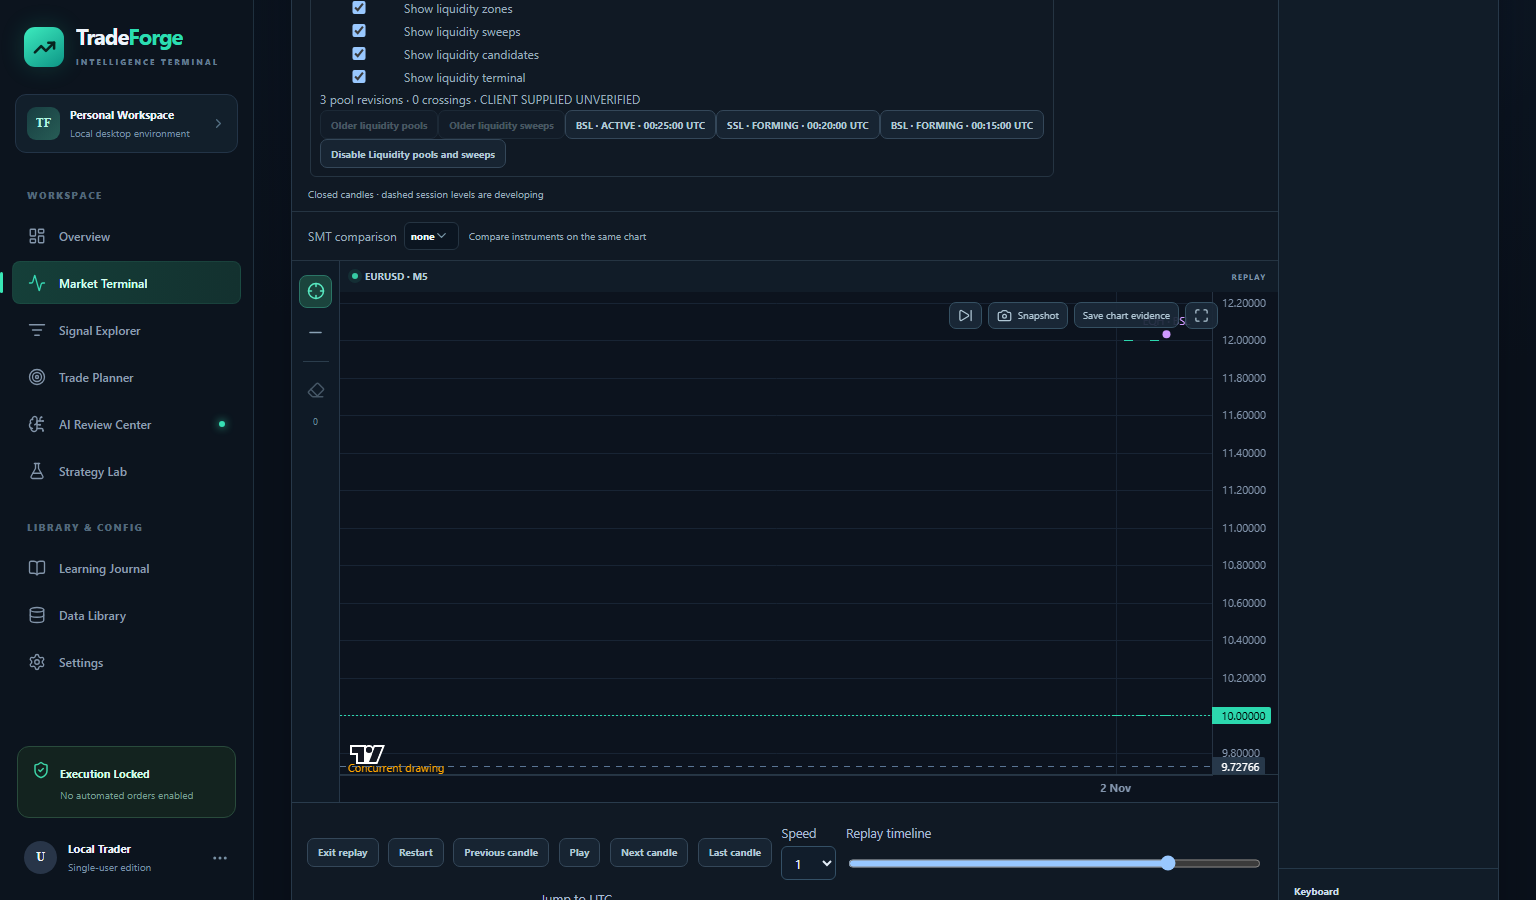 TradeForge
INTELLIGENCE TERMINAL
TF
Personal Workspace
Local desktop environment
WORKSPACE
Overview
Market Terminal
Signal Explorer
Trade Planner
AI Review Center
Strategy Lab
LIBRARY & CONFIG
Learning Journal
Data Library
Settings
Execution Locked
No automated orders enabled
U
Local Trader
Single-user edition
Show liquidity zones
Show liquidity sweeps
Show liquidity candidates
Show liquidity terminal
3 pool revisions · 0 crossings · CLIENT SUPPLIED UNVERIFIED
Older liquidity pools Older liquidity sweeps BSL · ACTIVE · 00:25:00 UTC SSL · FORMING · 00:20:00 UTC BSL · FORMING · 00:15:00 UTC
Disable Liquidity pools and sweeps
Closed candles · dashed session levels are developing
SMT comparison none Compare instruments on the same chart
EURUSD · M5
REPLAY
Snapshot
Save chart evidence
0
12.20000
12.00000
11.80000
11.60000
11.40000
11.20000
11.00000
10.80000
10.60000
10.40000
10.20000
10.00000
9.80000
9.72766
Concurrent drawing
2 Nov
Speed Replay timeline
Exit replay Restart Previous candle Play Next candle Last candle 1
Jump to UTC
Keyboard